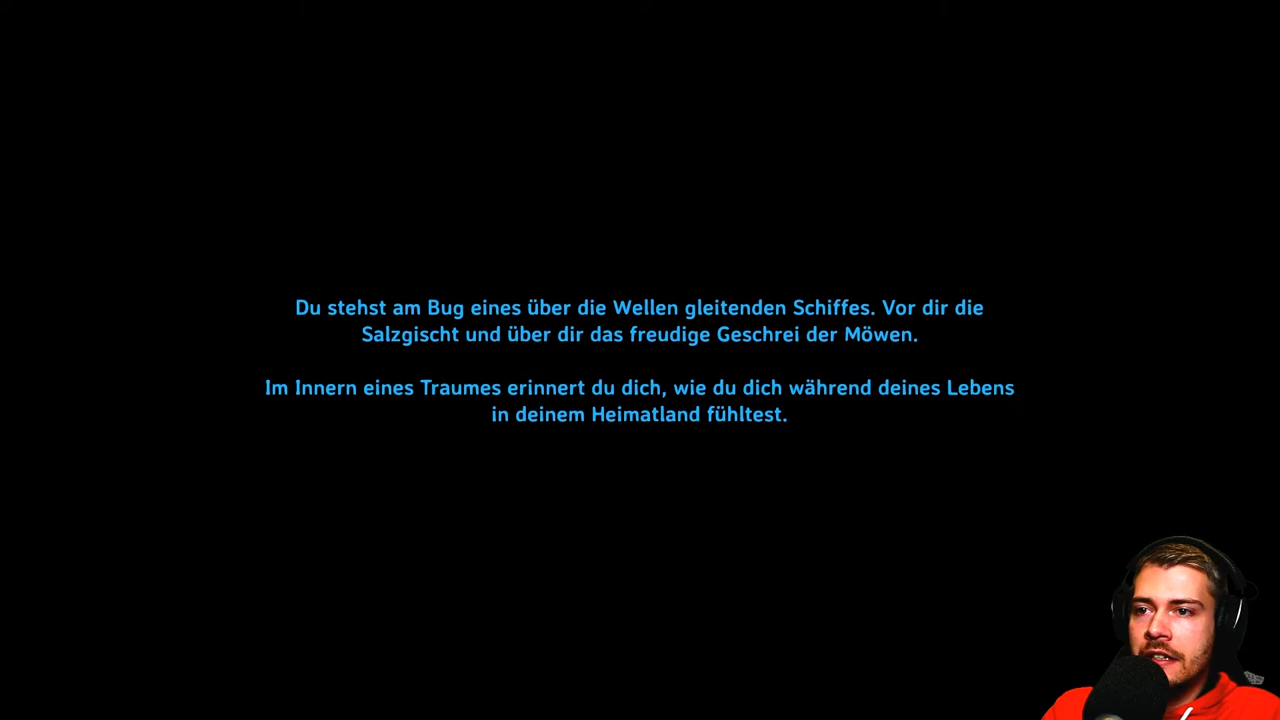 Du stehst am Bug eines über die Wellen gleitenden Schiffes. Vor dir die
Salzgischt und über dir das freudige Geschrei der Möwen.
Im Innern eines Traumes erinnert du dich, wie du dich während deines Lebens
in deinem Heimatland fühltest.